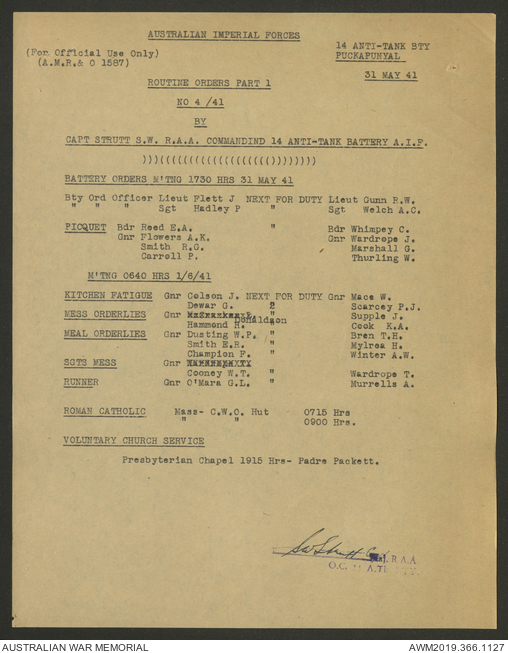 AUSTRALIAN IMPERIAL FORCES
(For Official Use Only)
(A.M.R.& O 1587)
14 ANTI-TANK BTY
PUCKAPUNYAL
31 MAY 41
ROUTINE ORDERS PART 1
NO 4 /41
BY
CAPT STRUTT S.W. R.A.A. COMMANDIND 14 ANTI-TANK BATTERY A.I.F.
)))(((((((((((((((((((((())))))))
BATTERY ORDERS M'TNG 1730 HRS 31 MAY 41
Bty Ord Officer Lieut Flett J NEXT FOR DUTY Lieut Gunn R.W.
" " " Sgt Hadley P " Sgt Welch A.C.
PICQUET Bdr Reed E.A. " Bdr Whimpey C.
Gnr Flowers A.K. Gnr Wardrope J.
Smith R.G. Marshall G.
Carroll P. Thurling W.
M'TNG 0640 HRS 1/6/41
KITCHEN FATIGUE Gnr Colson J. NEXT FOR DUTY Gnr Mace W.
Dewar G. " Scarcey P.J.
MESS ORDERLIES Gnr Donaldson " Supple J.
Hammond H. " Cook K.A.
MEAL ORDERLIES Gnr Dusting W.P. " Bren T.H.
Smith E.R. " Mylrea H.
Champion F. " Winter A.W.
SGTS MESS Gnr
Cooney W.T. " Wardrope T.
RUNNER Gnr O'Mara G.L. " Murrells A.
ROMAN CATHOLIC Mass- C.W.O. Hut 0715 Hrs
" " 0900 Hrs.
VOLUNTARY CHURCH SERVICE
Presbyterian Chapel 1915 Hrs- Padre Packett.
SW Strutt Capt
R.A.A
O.C. A.T.
AUSTRALIAN WAR MEMORIAL
AWM2019.366.1127